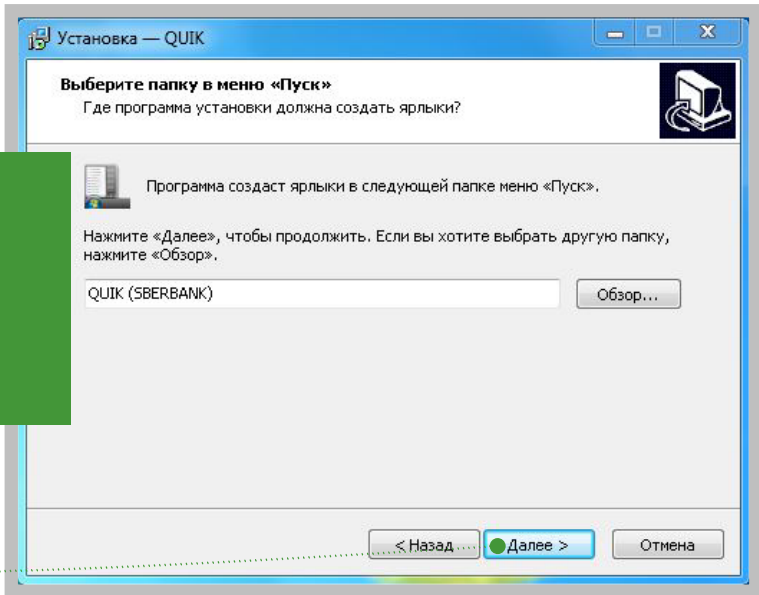 Установка — QUIK
Выберите папку в меню «Пуск»
Где программа установки должна создать ярлыки?
Программа создаст ярлыки в следующей папке меню «Пуск».
Нажмите «Далее», чтобы продолжить. Если вы хотите выбрать другую папку,
нажмите «Обзор».
QUIK (SBERBANK)
Обзор...
< Назад
Далее >
Отмена